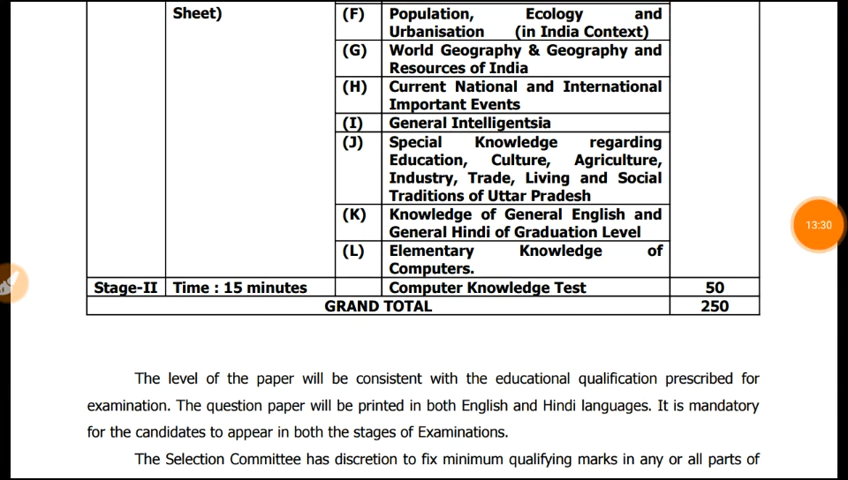 Sheet)
(F) Population, Ecology and
Urbanisation (in India Context)
(G) World Geography & Geography and
Resources of India
(H) Current National and International
Important Events
(I) General Intelligentsia
(J) Special Knowledge regarding
Education, Culture, Agriculture,
Industry, Trade, Living and Social
Traditions of Uttar Pradesh
(K) Knowledge of General English and
General Hindi of Graduation Level
(L) Elementary Knowledge of
Computers.
Stage-II Time : 15 minutes Computer Knowledge Test 50
GRAND TOTAL 250
The level of the paper will be consistent with the educational qualification prescribed for
examination. The question paper will be printed in both English and Hindi languages. It is mandatory
for the candidates to appear in both the stages of Examinations.
The Selection Committee has discretion to fix minimum qualifying marks in any or all parts of
13:30